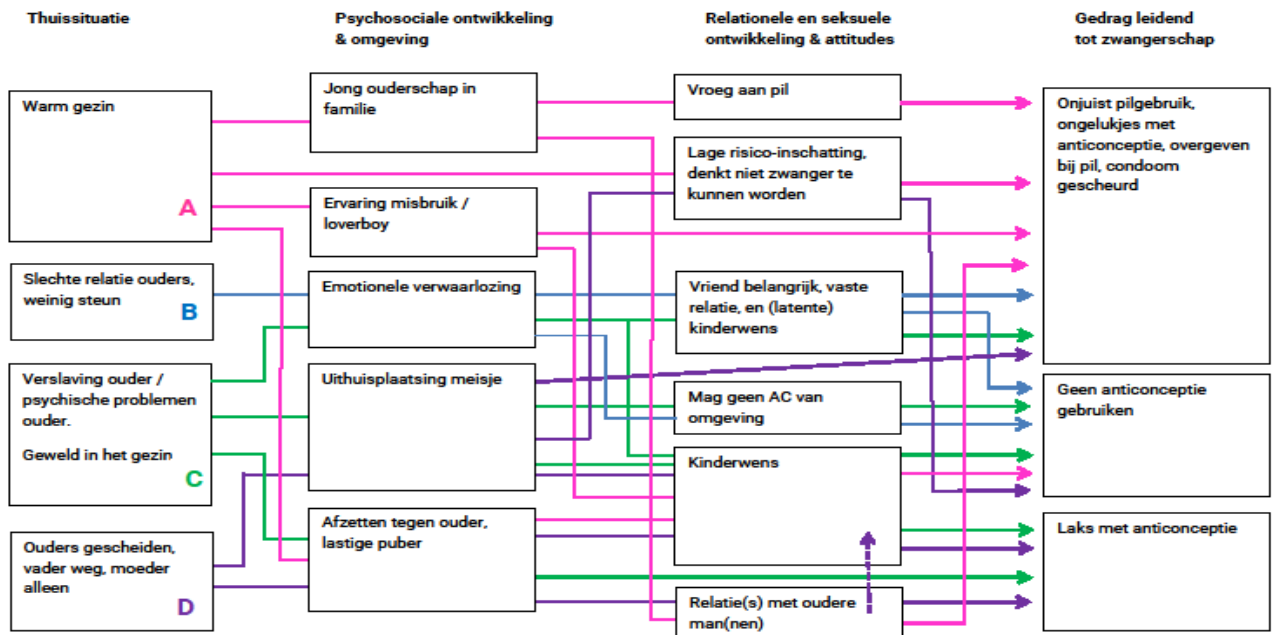 Thuissituatie
Psychosociale ontwikkeling
& omgeving
Relationele en seksuele
ontwikkeling & attitudes
Gedrag leidend
tot zwangerschap
Warm gezin
A
Slechte relatie ouders,
weinig steun
B
Verslaving ouder /
psychische problemen
ouder.
Geweld in het gezin
C
Ouders gescheiden,
vader weg, moeder
alleen
D
Jong ouderschap in
familie
Ervaring misbruik /
loverboy
Emotionele verwaarlozing
Uithuisplaatsing meisje
Afzetten tegen ouder,
lastige puber
Vroeg aan pil
Lage risico-inschatting,
denkt niet zwanger te
kunnen worden
Vriend belangrijk, vaste
relatie, en (latente)
kinderwens
Mag geen AC van
omgeving
Kinderwens
Relatie(s) met oudere
man(nen)
Onjuist pilgebruik,
ongelukjes met
anticonceptie, overgeven
bij pil, condoom
gescheurd
Geen anticonceptie
gebruiken
Laks met anticonceptie